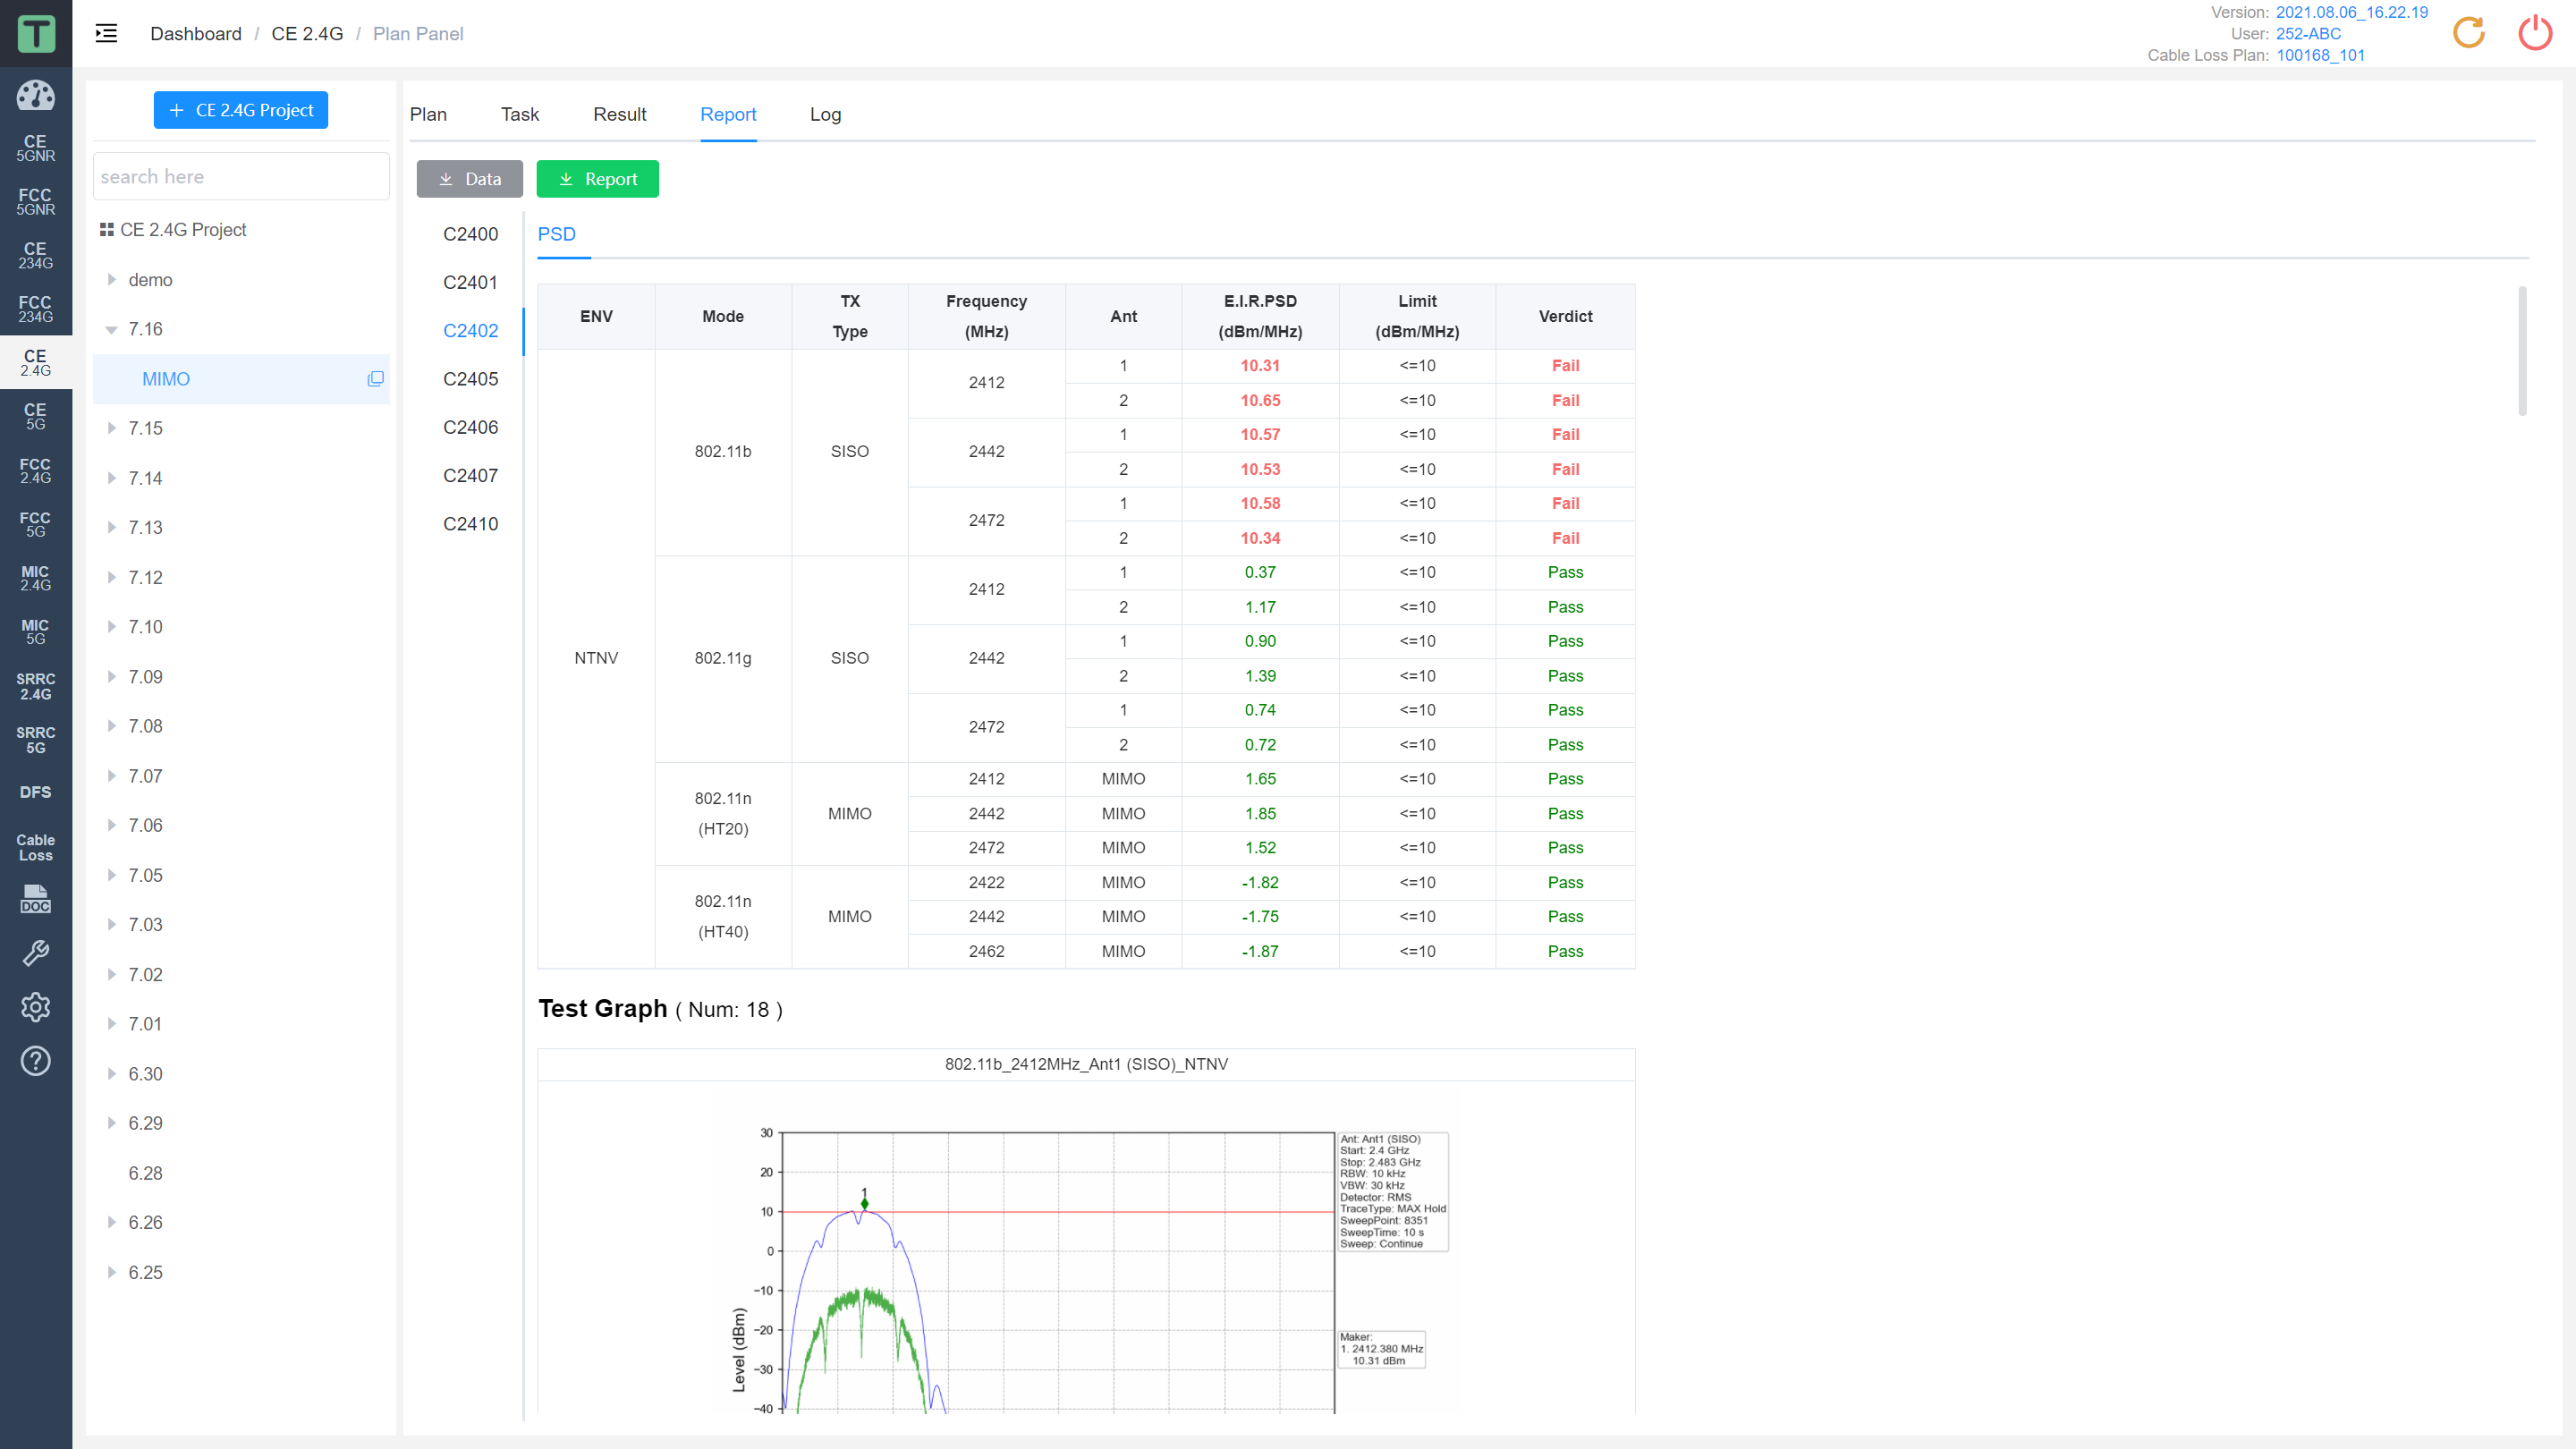 T
Dashboard / CE 2.4G / Plan Panel
Version: 2021.08.06_16.22.19
User: 252-ABC
Cable Loss Plan: 100168_101
CE
5GNR
FCC
5GNR
CE
234G
FCC
234G
CE
2.4G
CE
5G
FCC
2.4G
FCC
5G
MIC
2.4G
MIC
5G
SRRC
2.4G
SRRC
5G
DFS
Cable
Loss
DOC
+ CE 2.4G Project
search here
CE 2.4G Project
demo
7.16
MIMO
7.15
7.14
7.13
7.12
7.10
7.09
7.08
7.07
7.06
7.05
7.03
7.02
7.01
6.30
6.29
6.28
6.26
6.25
Plan Task Result Report Log
Data Report
C2400
C2401
C2402
C2405
C2406
C2407
C2410
PSD
ENV Mode TX Type Frequency (MHz) Ant E.I.R.PSD (dBm/MHz) Limit (dBm/MHz) Verdict
NTNV 802.11b SISO 2412 1 10.31 <=10 Fail
2 10.65 <=10 Fail
2442 1 10.57 <=10 Fail
2 10.53 <=10 Fail
2472 1 10.58 <=10 Fail
2 10.34 <=10 Fail
802.11g SISO 2412 1 0.37 <=10 Pass
2 1.17 <=10 Pass
2442 1 0.90 <=10 Pass
2 1.39 <=10 Pass
2472 1 0.74 <=10 Pass
2 0.72 <=10 Pass
802.11n (HT20) MIMO 2412 MIMO 1.65 <=10 Pass
2442 MIMO 1.85 <=10 Pass
2472 MIMO 1.52 <=10 Pass
802.11n (HT40) MIMO 2422 MIMO -1.82 <=10 Pass
2442 MIMO -1.75 <=10 Pass
2462 MIMO -1.87 <=10 Pass
Test Graph ( Num: 18 )
802.11b_2412MHz_Ant1 (SISO)_NTNV
30
20
10
0
−10
−20
−30
−40
Level (dBm)
1
Ant: Ant1 (SISO)
Start: 2.4 GHz
Stop: 2.483 GHz
RBW: 10 kHz
VBW: 30 kHz
Detector: RMS
TraceType: MAX Hold
SweepPoint: 8351
SweepTime: 10 s
Sweep: Continue
Maker:
1. 2412.380 MHz
10.31 dBm